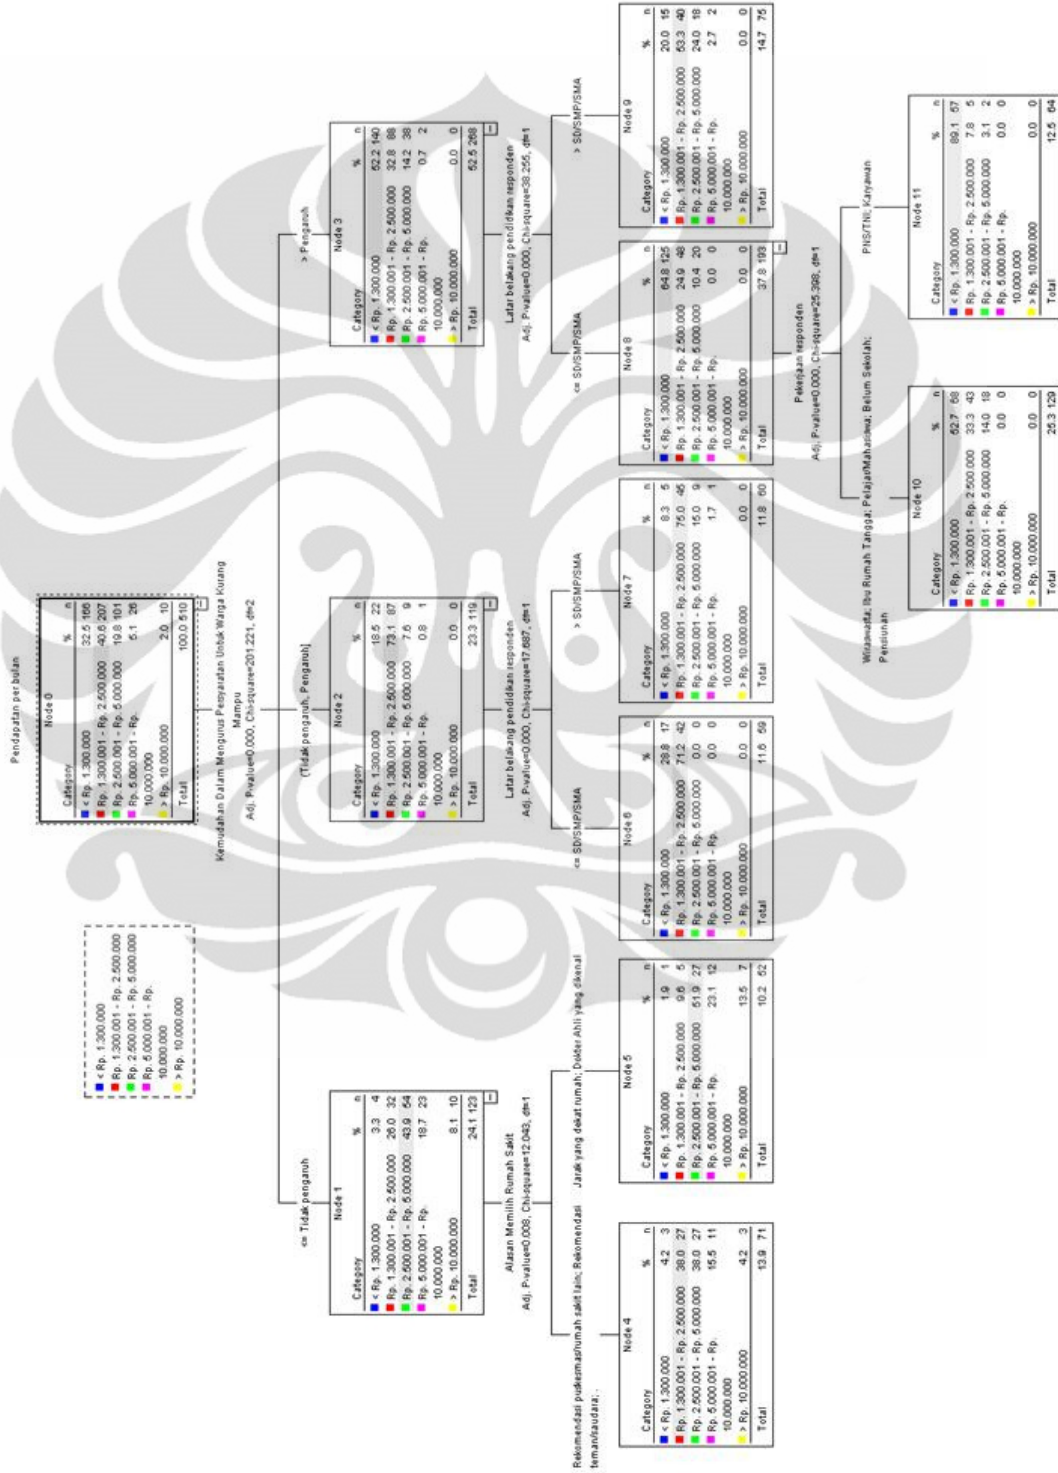 Pendapatan per bulan
Node 0
Category % n
< Rp. 1.300.000 32.5 166
Rp. 1.300.001 - Rp. 2.500.000 40.6 207
Rp. 2.500.001 - Rp. 5.000.000 19.8 101
Rp. 5.000.001 - Rp. 5.1 26
10.000.000
> Rp. 10.000.000 2.0 10
Total 100.0 510
< Rp. 1.300.000
Rp. 1.300.001 - Rp. 2.500.000
Rp. 2.500.001 - Rp. 5.000.000
Rp. 5.000.001 - Rp.
10.000.000
> Rp. 10.000.000
Kemudahan Dalam Mengurus Persyaratan Untuk Warga Kurang
Mampu
Adj. P-value=0.000, Chi-square=201.221, df=2
<= Tidak pengaruh
(Tidak pengaruh, Pengaruh]
> Pengaruh
Node 1
Category % n
< Rp. 1.300.000 3.3 4
Rp. 1.300.001 - Rp. 2.500.000 26.0 32
Rp. 2.500.001 - Rp. 5.000.000 43.9 54
Rp. 5.000.001 - Rp. 18.7 23
10.000.000
> Rp. 10.000.000 8.1 10
Total 24.1 123
Node 2
Category % n
< Rp. 1.300.000 18.5 22
Rp. 1.300.001 - Rp. 2.500.000 73.1 87
Rp. 2.500.001 - Rp. 5.000.000 7.6 9
Rp. 5.000.001 - Rp. 0.8 1
10.000.000
> Rp. 10.000.000 0.0 0
Total 23.3 119
Node 3
Category % n
< Rp. 1.300.000 52.2 140
Rp. 1.300.001 - Rp. 2.500.000 32.8 88
Rp. 2.500.001 - Rp. 5.000.000 14.2 38
Rp. 5.000.001 - Rp. 0.7 2
10.000.000
> Rp. 10.000.000 0.0 0
Total 52.5 268
Alasan Memilih Rumah Sakit
Adj. P-value=0.008, Chi-square=12.043, df=1
Latar belakang pendidikan responden
Adj. P-value=0.000, Chi-square=17.687, df=1
Latar belakang pendidikan responden
Adj. P-value=0.000, Chi-square=38.255, df=1
Rekomendasi puskesmas/rumah sakit lain; Rekomendasi
teman/saudara; .
Jarak yang dekat rumah; Dokter Ahli yang dikenal
<= SD/SMP/SMA
> SD/SMP/SMA
<= SD/SMP/SMA
> SD/SMP/SMA
Node 4
Category % n
< Rp. 1.300.000 4.2 3
Rp. 1.300.001 - Rp. 2.500.000 38.0 27
Rp. 2.500.001 - Rp. 5.000.000 38.0 27
Rp. 5.000.001 - Rp. 15.5 11
10.000.000
> Rp. 10.000.000 4.2 3
Total 13.9 71
Node 5
Category % n
< Rp. 1.300.000 1.9 1
Rp. 1.300.001 - Rp. 2.500.000 9.6 5
Rp. 2.500.001 - Rp. 5.000.000 51.9 27
Rp. 5.000.001 - Rp. 23.1 12
10.000.000
> Rp. 10.000.000 13.5 7
Total 10.2 52
Node 6
Category % n
< Rp. 1.300.000 28.8 17
Rp. 1.300.001 - Rp. 2.500.000 71.2 42
Rp. 2.500.001 - Rp. 5.000.000 0.0 0
Rp. 5.000.001 - Rp. 0.0 0
10.000.000
> Rp. 10.000.000 0.0 0
Total 11.6 59
Node 7
Category % n
< Rp. 1.300.000 8.3 5
Rp. 1.300.001 - Rp. 2.500.000 75.0 45
Rp. 2.500.001 - Rp. 5.000.000 15.0 9
Rp. 5.000.001 - Rp. 1.7 1
10.000.000
> Rp. 10.000.000 0.0 0
Total 11.8 60
Node 8
Category % n
< Rp. 1.300.000 64.8 125
Rp. 1.300.001 - Rp. 2.500.000 24.9 48
Rp. 2.500.001 - Rp. 5.000.000 10.4 20
Rp. 5.000.001 - Rp. 0.0 0
10.000.000
> Rp. 10.000.000 0.0 0
Total 37.8 193
Node 9
Category % n
< Rp. 1.300.000 20.0 15
Rp. 1.300.001 - Rp. 2.500.000 53.3 40
Rp. 2.500.001 - Rp. 5.000.000 24.0 18
Rp. 5.000.001 - Rp. 2.7 2
10.000.000
> Rp. 10.000.000 0.0 0
Total 14.7 75
Pekerjaan responden
Adj. P-value=0.000, Chi-square=25.398, df=1
Wiraswasta; Ibu Rumah Tangga; Pelajar/Mahasiswa; Belum Sekolah;
Pensiunan
PNS/TNI; Karyawan
Node 10
Category % n
< Rp. 1.300.000 52.7 68
Rp. 1.300.001 - Rp. 2.500.000 33.3 43
Rp. 2.500.001 - Rp. 5.000.000 14.0 18
Rp. 5.000.001 - Rp. 0.0 0
10.000.000
> Rp. 10.000.000 0.0 0
Total 25.3 129
Node 11
Category % n
< Rp. 1.300.000 89.1 57
Rp. 1.300.001 - Rp. 2.500.000 7.8 5
Rp. 2.500.001 - Rp. 5.000.000 3.1 2
Rp. 5.000.001 - Rp. 0.0 0
10.000.000
> Rp. 10.000.000 0.0 0
Total 12.5 64